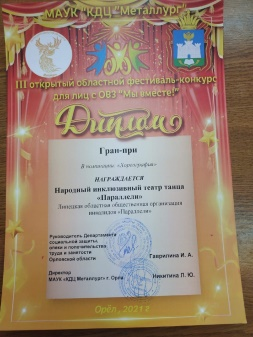 МАУК "КДЦ "Металлург"
III открытый областной фестиваль-конкурс
для лиц с ОВЗ "Мы вместе!"
Диплом
Гран-при
В номинации «Хореография»
НАГРАЖДАЕТСЯ
Народный инклюзивный театр танца
«Параллели»
Липецкая областная общественная организация
инвалидов «Параллели»
Руководитель Департамента
социальной защиты,
опеки и попечительства,
труда и занятости
Орловской области
Гаврилина И. А.
Директор
МАУК «КДЦ Металлург» г. Орла
Никитина Л. Ю.
Орёл, 2021 г